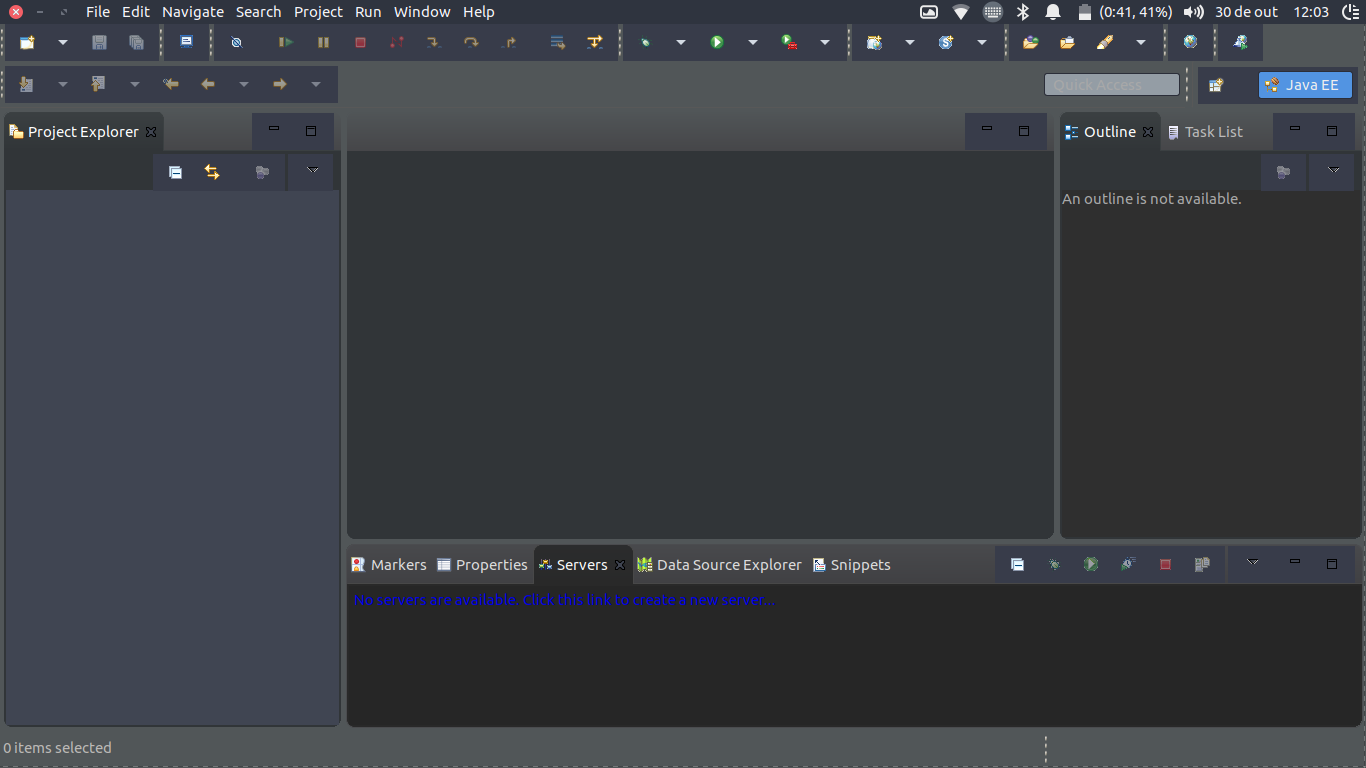 File Edit Navigate Search Project Run Window Help (0:41, 41%) 30 de out 12:03
Quick Access Java EE
Project Explorer Outline Task List
An outline is not available.
Markers Properties Servers Data Source Explorer Snippets
No servers are available. Click this link to create a new server...
0 items selected